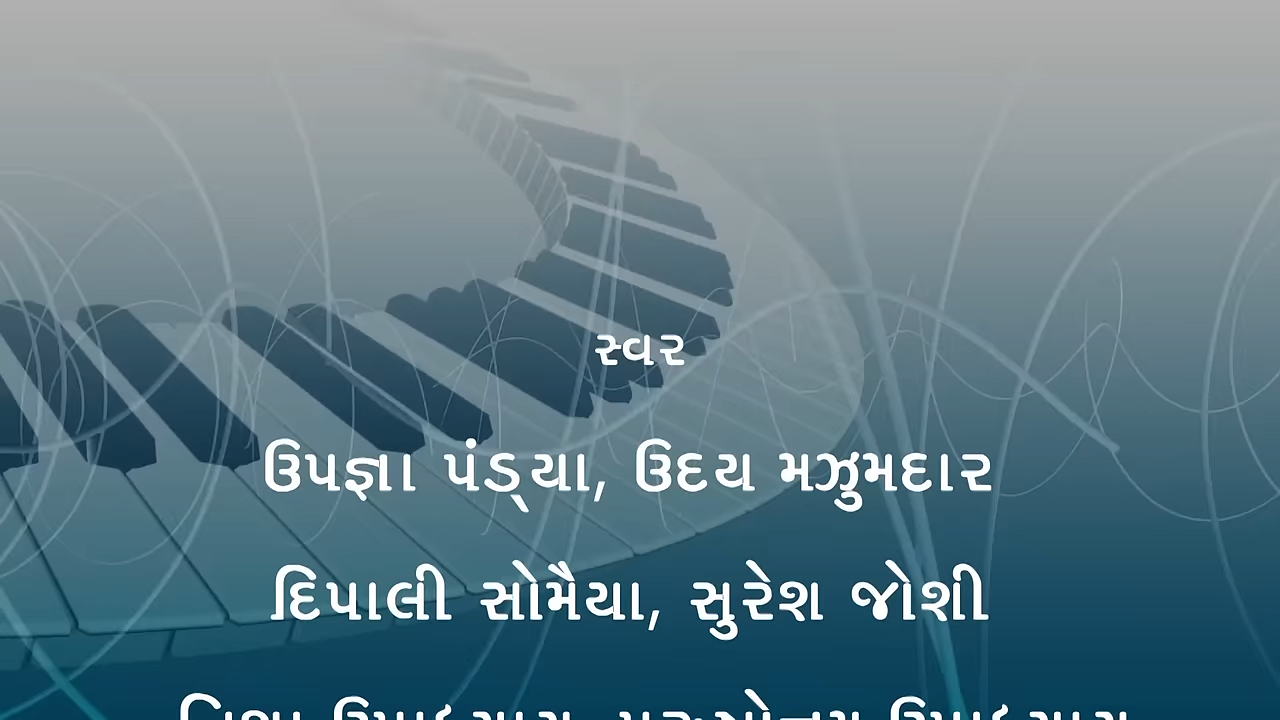 સ્વર
ઉપજ્ઞા પંડ્‌યા, ઉદય મઝુમદાર
દિપાલી સોમૈયા, સુરેશ જોશી